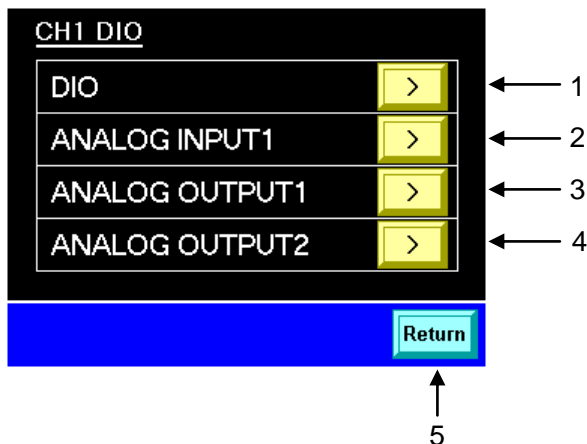 CH1 DIO
DIO > 1
ANALOG INPUT1 > 2
ANALOG OUTPUT1 > 3
ANALOG OUTPUT2 > 4
Return
5